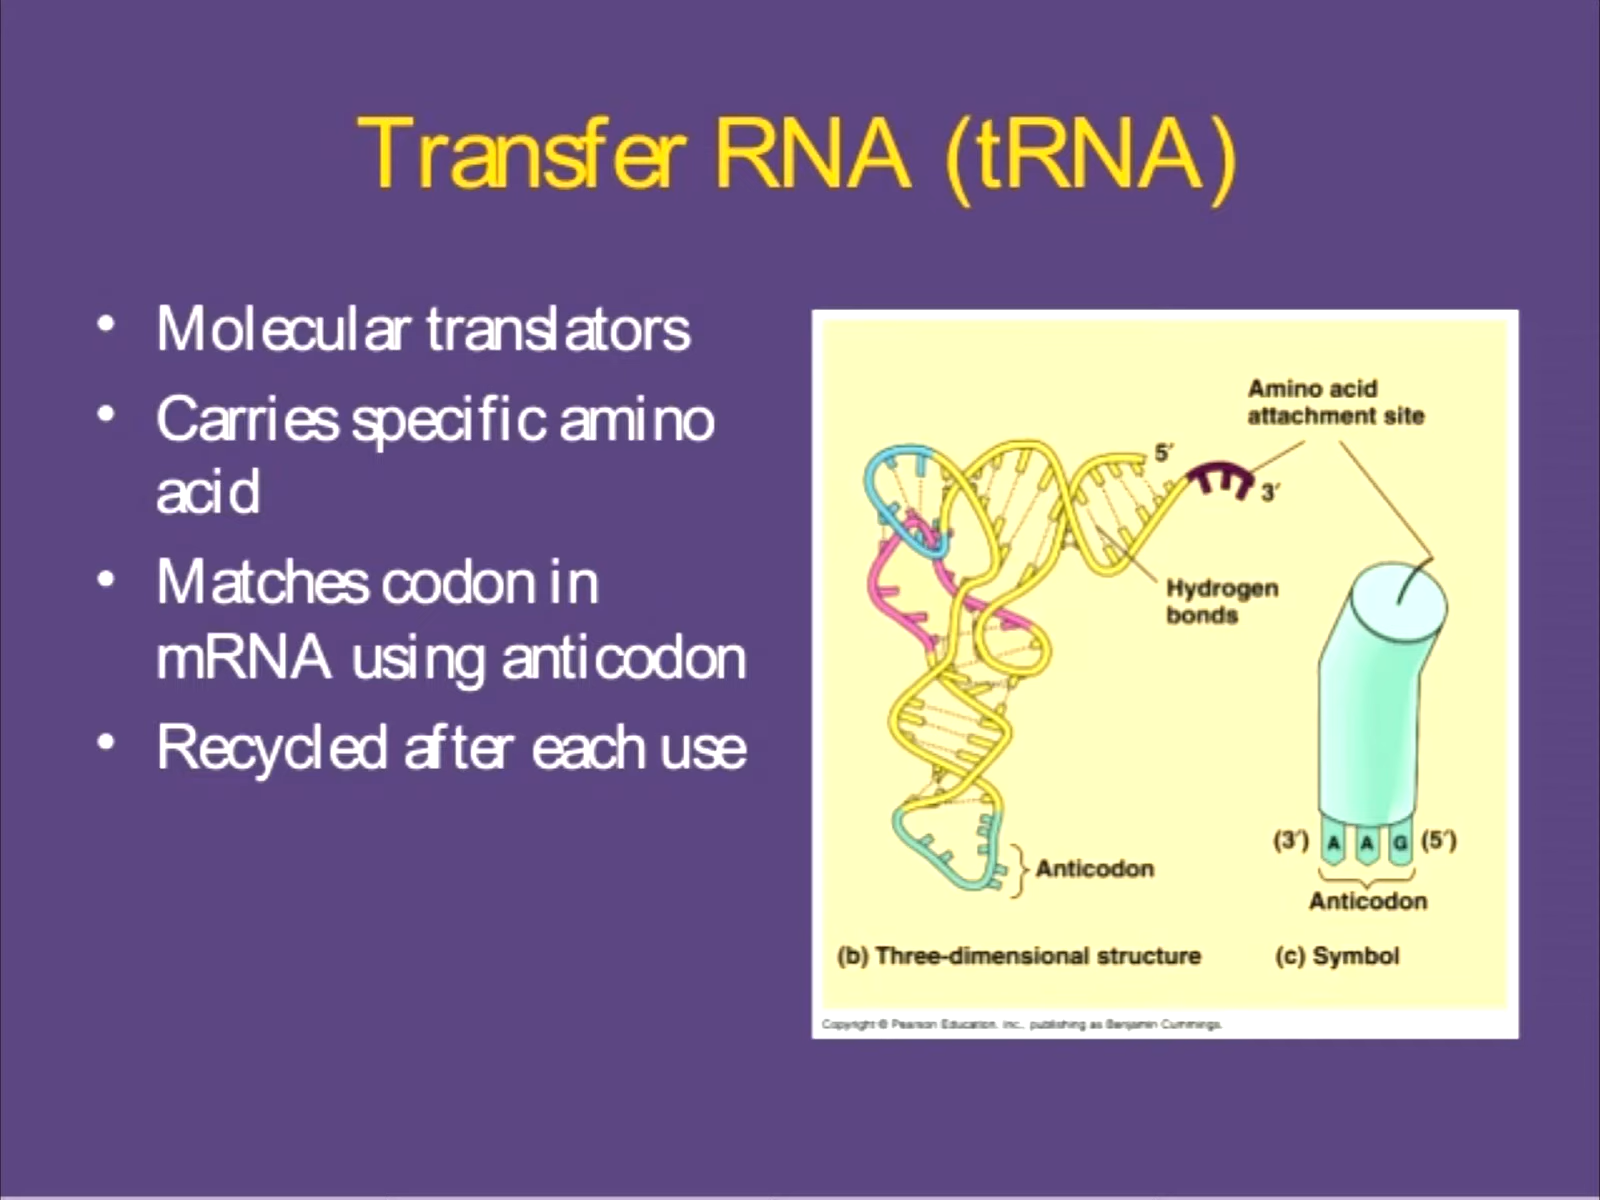 Transfer RNA (tRNA)
• Molecular translators
• Carries specific amino
acid
• Matches codon in
mRNA using anticodon
• Recycled after each use
Amino acid
attachment site
5′
3′
Hydrogen
bonds
(3′) A A G (5′)
Anticodon
Anticodon
(b) Three-dimensional structure
(c) Symbol
Copyright © Pearson Education, Inc., publishing as Benjamin Cummings.